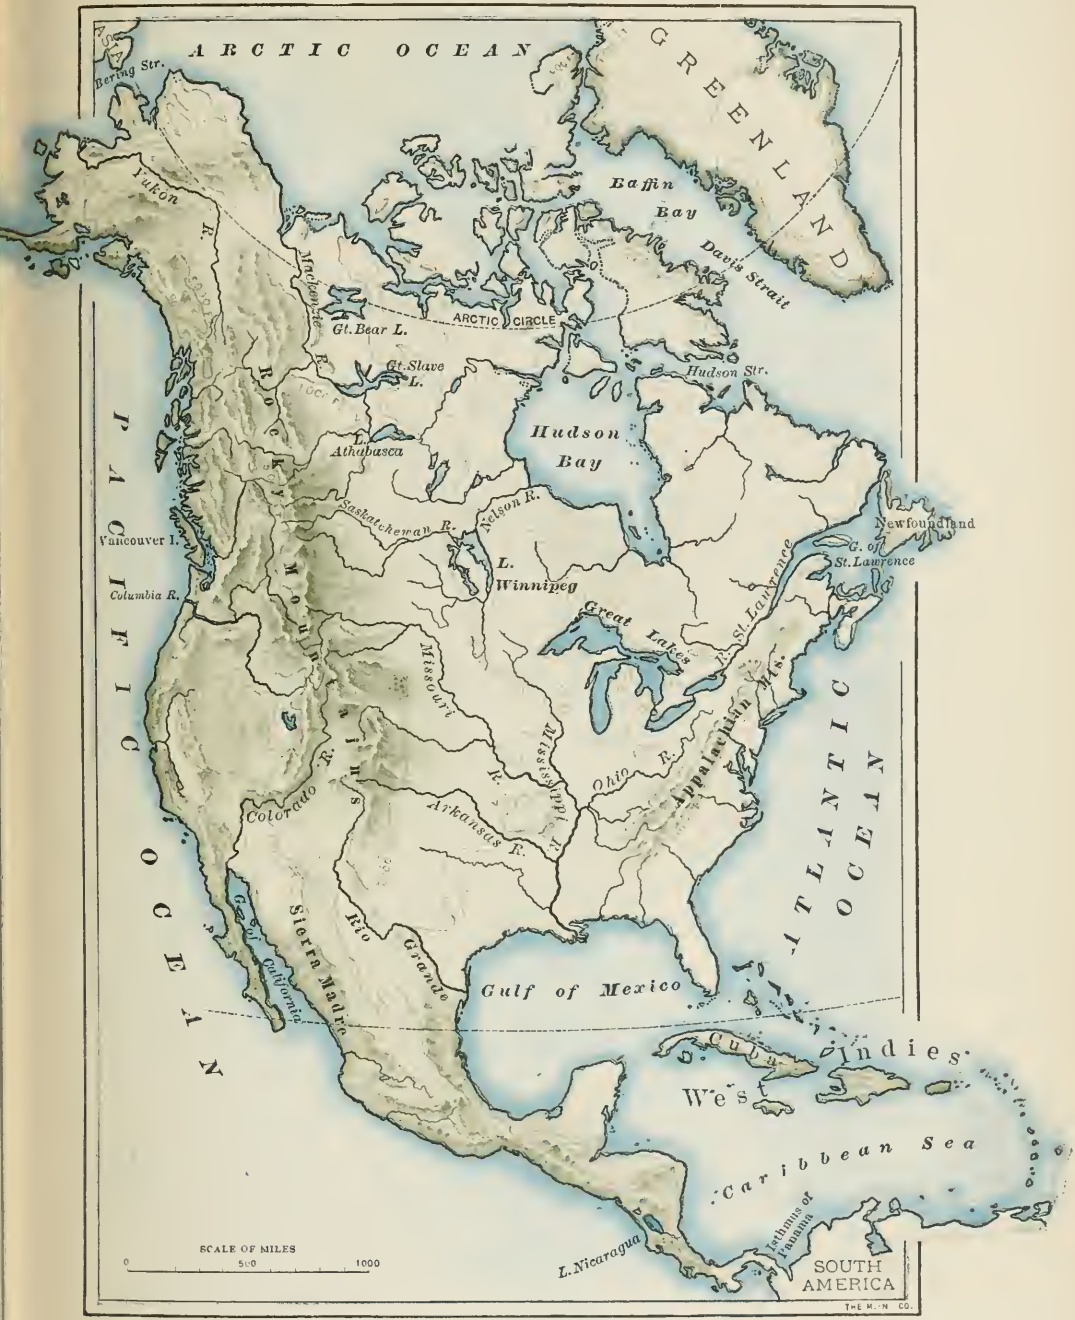 ARCTIC OCEAN
ASIA
Bering Str.
GREENLAND
Yukon R.
Baffin Bay
Davis Strait
Mackenzie R.
ARCTIC CIRCLE
Gt. Bear L.
Gt. Slave L.
Hudson Str.
Hudson Bay
L. Athabasca
Rocky Mountains
Saskatchewan R.
Nelson R.
L. Winnipeg
Vancouver I.
Columbia R.
Newfoundland
G. of St. Lawrence
R. St. Lawrence
Great Lakes
Missouri R.
Mississippi R.
Ohio R.
Appalachian Mts.
Arkansas R.
Colorado R.
PACIFIC OCEAN
ATLANTIC OCEAN
G. of California
Sierra Madre
Rio Grande
Gulf of Mexico
Cuba
West Indies
Caribbean Sea
Isthmus of Panama
L. Nicaragua
SOUTH AMERICA
SCALE OF MILES
0 500 1000
THE M.-N. CO.